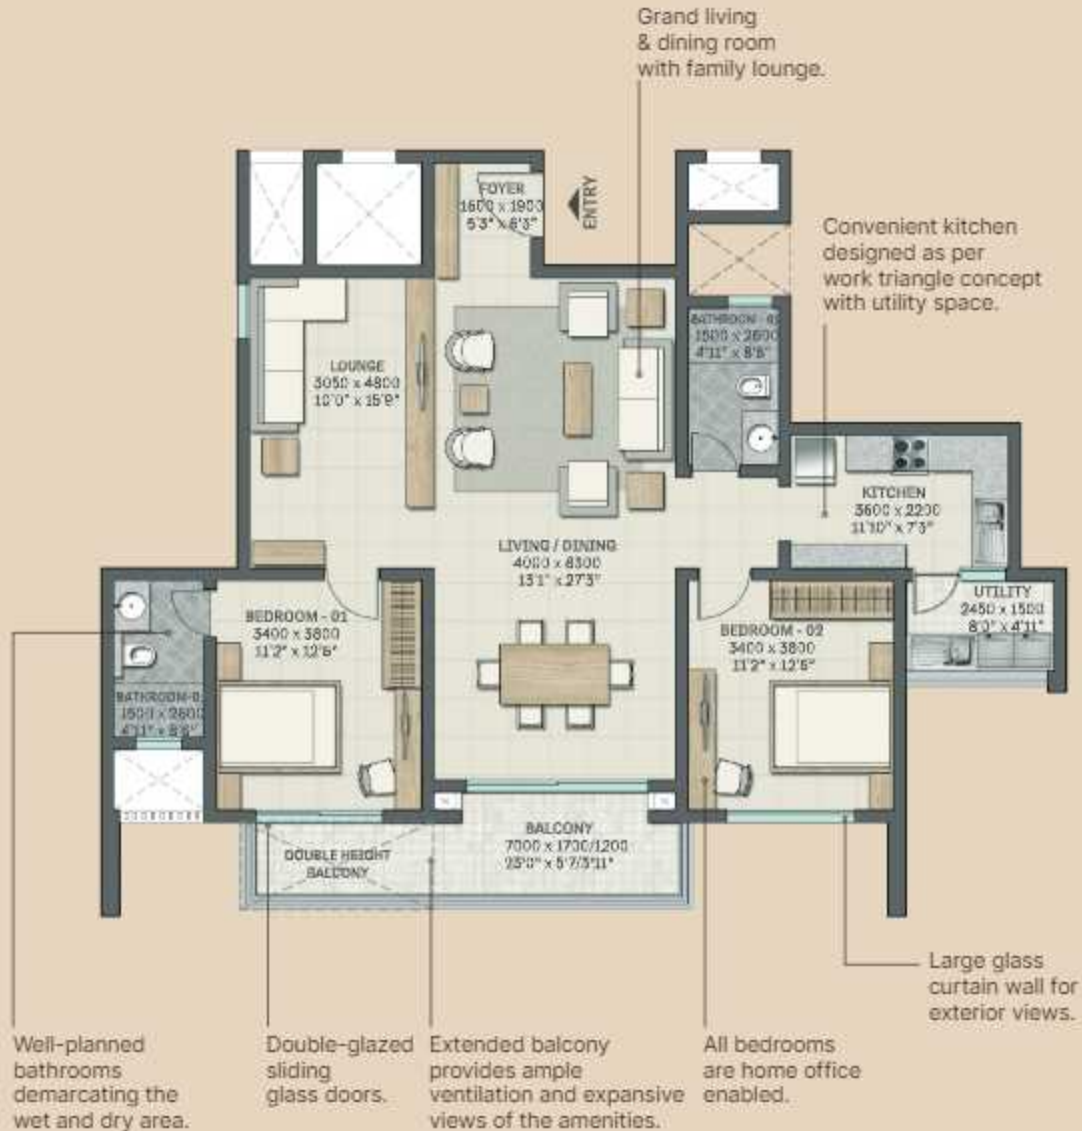 Grand living
& dining room
with family lounge.
FOYER
1600 x 1900
5'3" x 6'3"
ENTRY
Convenient kitchen
designed as per
work triangle concept
with utility space.
BATHROOM - 02
1500 x 2600
4'11" x 8'6"
LOUNGE
3050 x 4800
10'0" x 15'9"
KITCHEN
3600 x 2200
11'10" x 7'3"
LIVING / DINING
4000 x 8300
13'1" x 27'3"
UTILITY
2450 x 1500
8'0" x 4'11"
BEDROOM - 01
3400 x 3800
11'2" x 12'6"
BEDROOM - 02
3400 x 3800
11'2" x 12'6"
BATHROOM-01
1500 x 2600
4'11" x 8'6"
BALCONY
7000 x 1700/1200
23'0" x 5'7/3'11"
DOUBLE HEIGHT
BALCONY
Large glass
curtain wall for
exterior views.
Well-planned
bathrooms
demarcating the
wet and dry area.
Double-glazed
sliding
glass doors.
Extended balcony
provides ample
ventilation and expansive
views of the amenities.
All bedrooms
are home office
enabled.